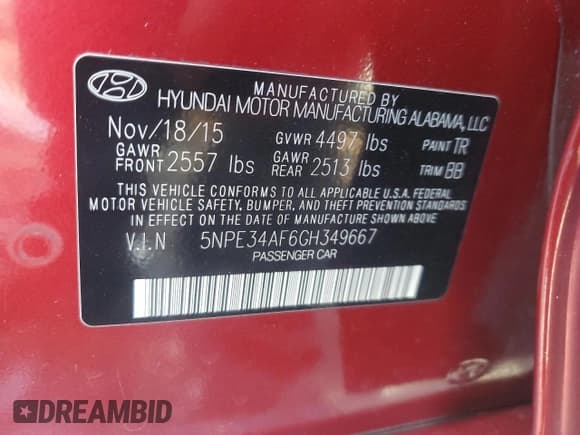 MANUFACTURED BY
HYUNDAI MOTOR MANUFACTURING ALABAMA, LLC
Nov/18/15 GVWR 4497 lbs PAINT TR
GAWR FRONT 2557 lbs GAWR REAR 2513 lbs TRIM BB
THIS VEHICLE CONFORMS TO ALL APPLICABLE U.S.A. FEDERAL
MOTOR VEHICLE SAFETY, BUMPER, AND THEFT PREVENTION STANDARDS
IN EFFECT ON THE DATE OF MANUFACTURE SHOWN ABOVE.
V.I.N 5NPE34AF6GH349667
PASSENGER CAR
DREAMBID